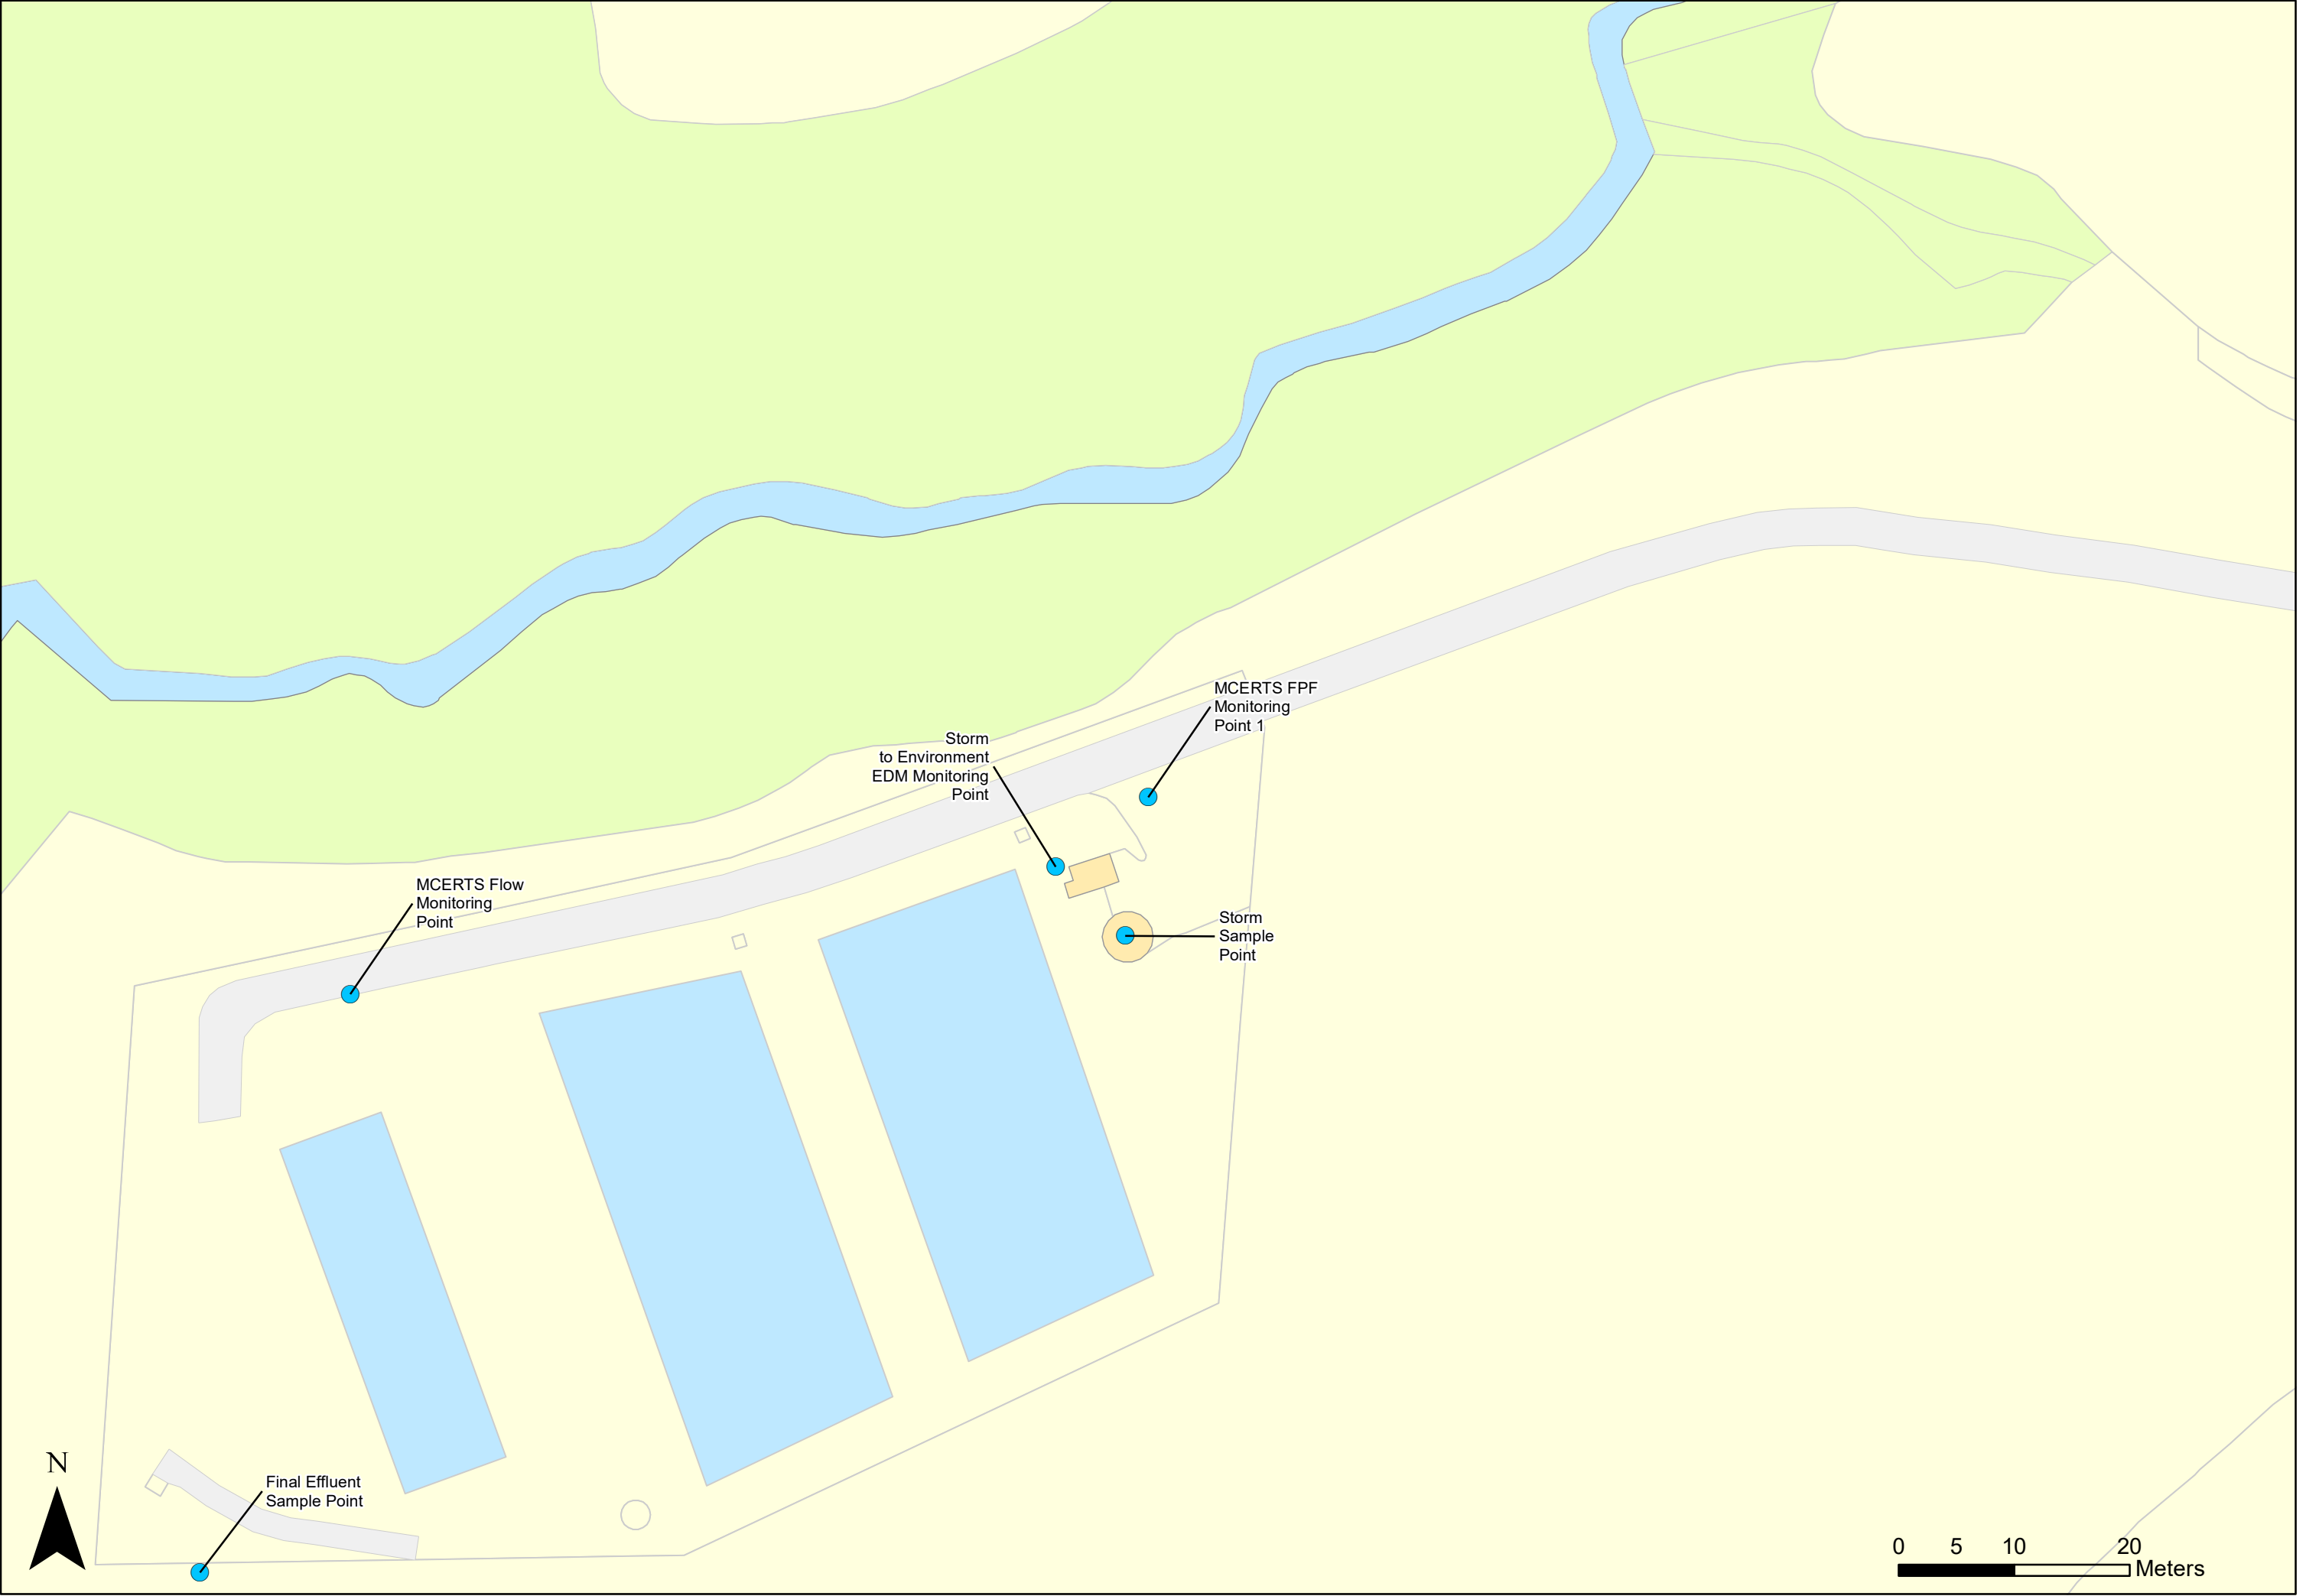 MCERTS FPF
Monitoring
Point 1
Storm
to Environment
EDM Monitoring
Point
MCERTS Flow
Monitoring
Point
Storm
Sample
Point
N
Final Effluent
Sample Point
0 5 10 20
Meters